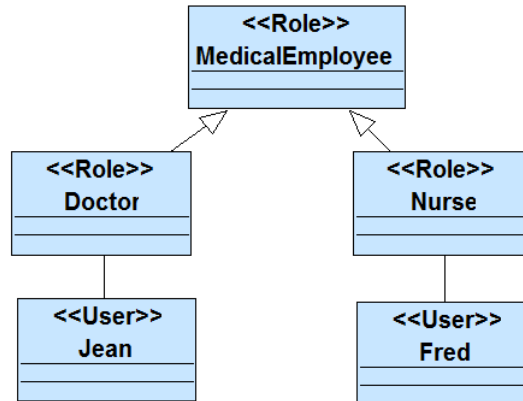 <<Role>>
MedicalEmployee
<<Role>>
Doctor
<<Role>>
Nurse
<<User>>
Jean
<<User>>
Fred